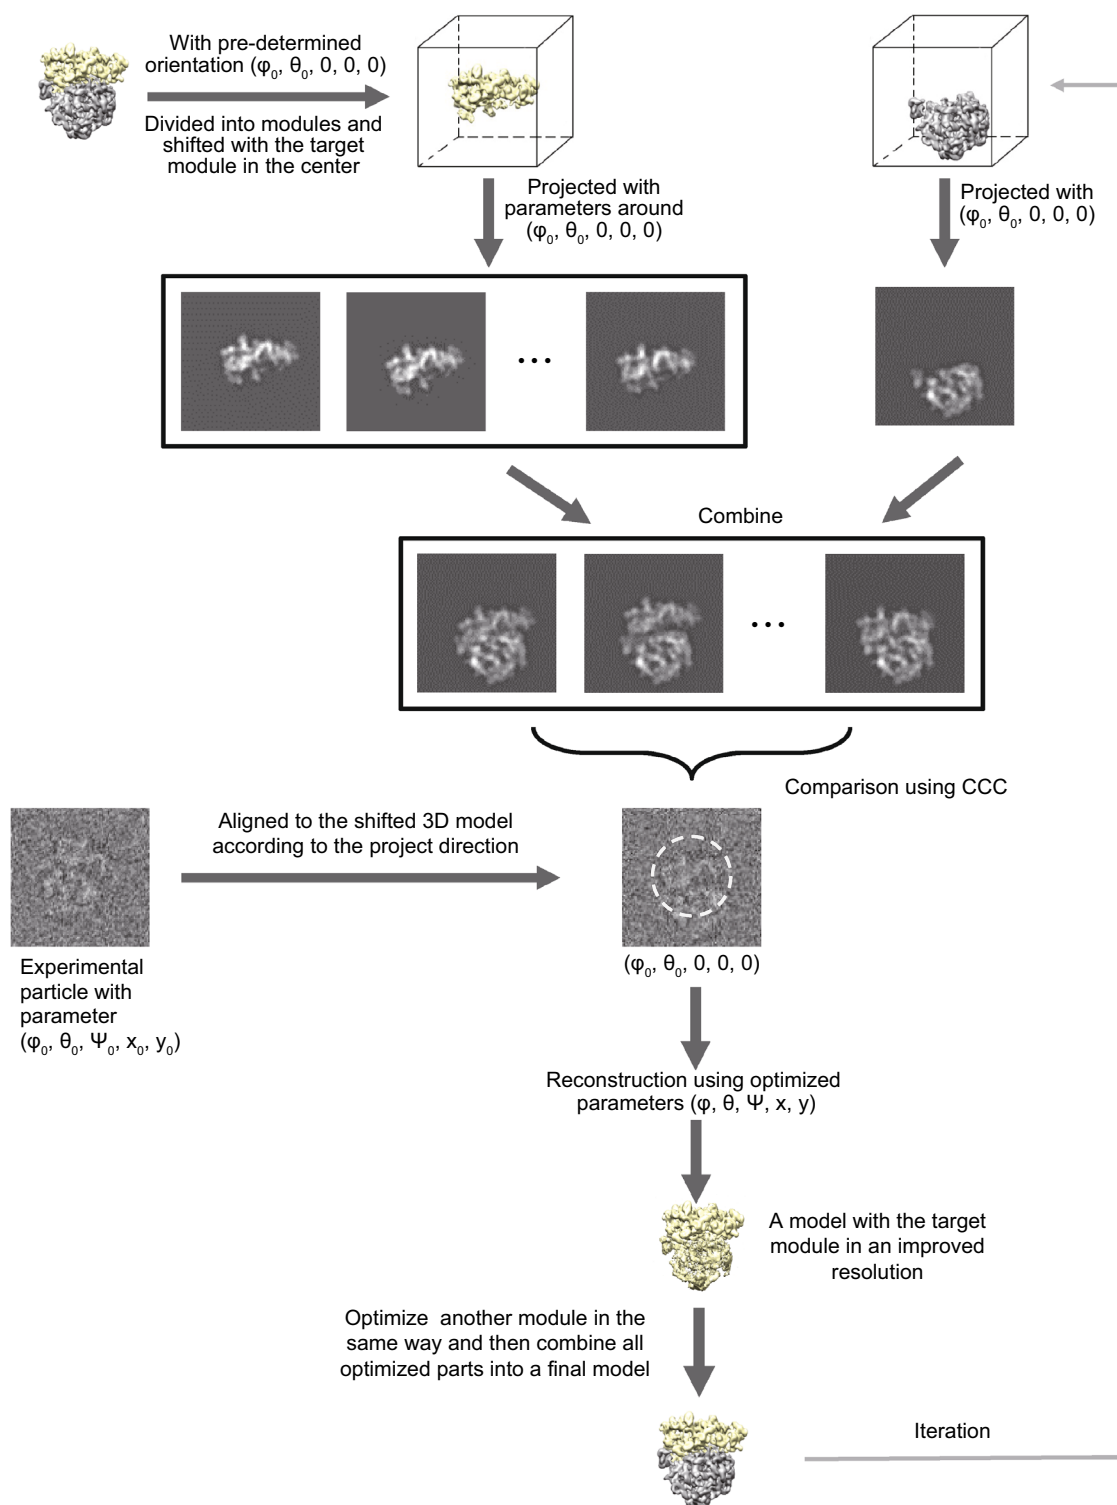 With pre-determined
orientation (φ₀, θ₀, 0, 0, 0)
Divided into modules and
shifted with the target
module in the center
Projected with
parameters around
(φ₀, θ₀, 0, 0, 0)
Projected with
(φ₀, θ₀, 0, 0, 0)
...
Combine
...
Comparison using CCC
Aligned to the shifted 3D model
according to the project direction
Experimental
particle with
parameter
(φ₀, θ₀, Ψ₀, x₀, y₀)
(φ₀, θ₀, 0, 0, 0)
Reconstruction using optimized
parameters (φ, θ, Ψ, x, y)
A model with the target
module in an improved
resolution
Optimize another module in the
same way and then combine all
optimized parts into a final model
Iteration